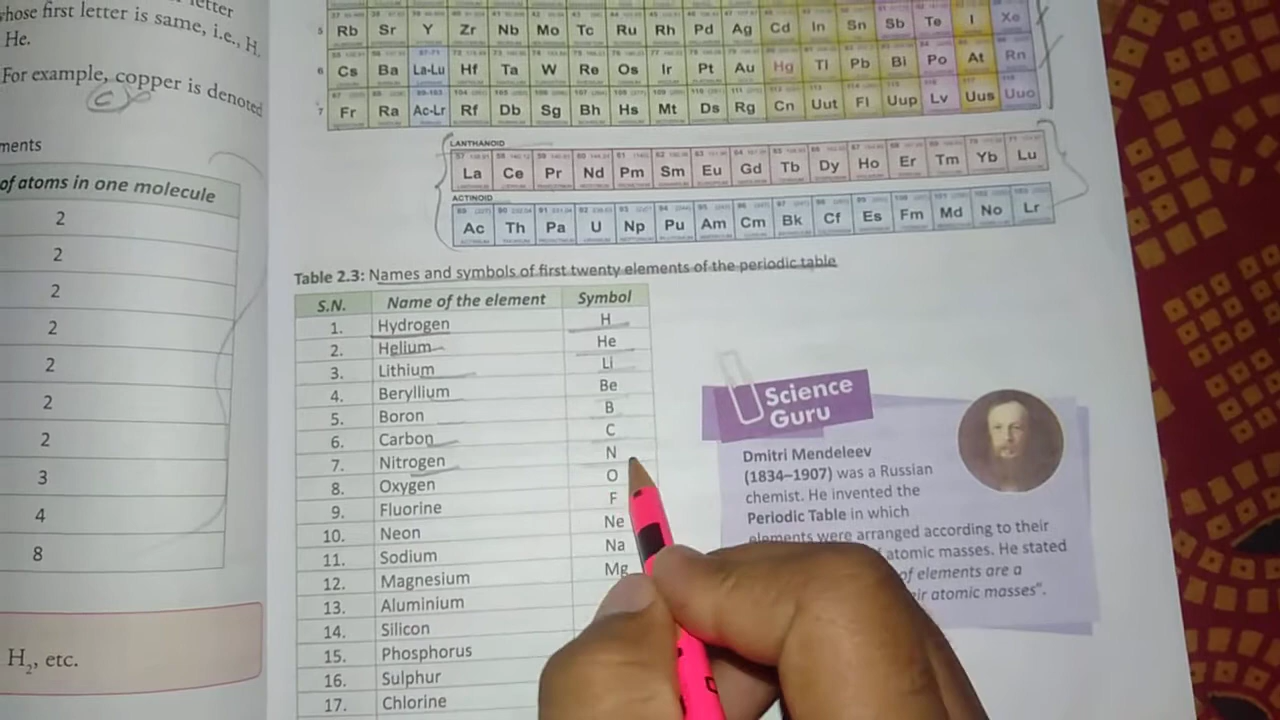 letter
whose first letter is same, i.e., H,
He.
For example, copper is denoted
ments
of atoms in one molecule
2
2
2
2
2
2
2
3
4
8
H2, etc.
5 Rb Sr Y Zr Nb Mo Tc Ru Rh Pd Ag Cd In Sn Sb Te I Xe
6 Cs Ba La-Lu Hf Ta W Re Os Ir Pt Au Hg Tl Pb Bi Po At Rn
7 Fr Ra Ac-Lr Rf Db Sg Bh Hs Mt Ds Rg Cn Uut Fl Uup Lv Uus Uuo
LANTHANOID
La Ce Pr Nd Pm Sm Eu Gd Tb Dy Ho Er Tm Yb Lu
ACTINOID
Ac Th Pa U Np Pu Am Cm Bk Cf Es Fm Md No Lr
Table 2.3: Names and symbols of first twenty elements of the periodic table
S.N. Name of the element Symbol
1. Hydrogen H
2. Helium He
3. Lithium Li
4. Beryllium Be
5. Boron B
6. Carbon C
7. Nitrogen N
8. Oxygen O
9. Fluorine F
10. Neon Ne
11. Sodium Na
12. Magnesium Mg
13. Aluminium
14. Silicon
15. Phosphorus
16. Sulphur
17. Chlorine
Science
Guru
Dmitri Mendeleev
(1834–1907) was a Russian
chemist. He invented the
Periodic Table in which
elements were arranged according to their
atomic masses. He stated
of elements are a
atomic masses".